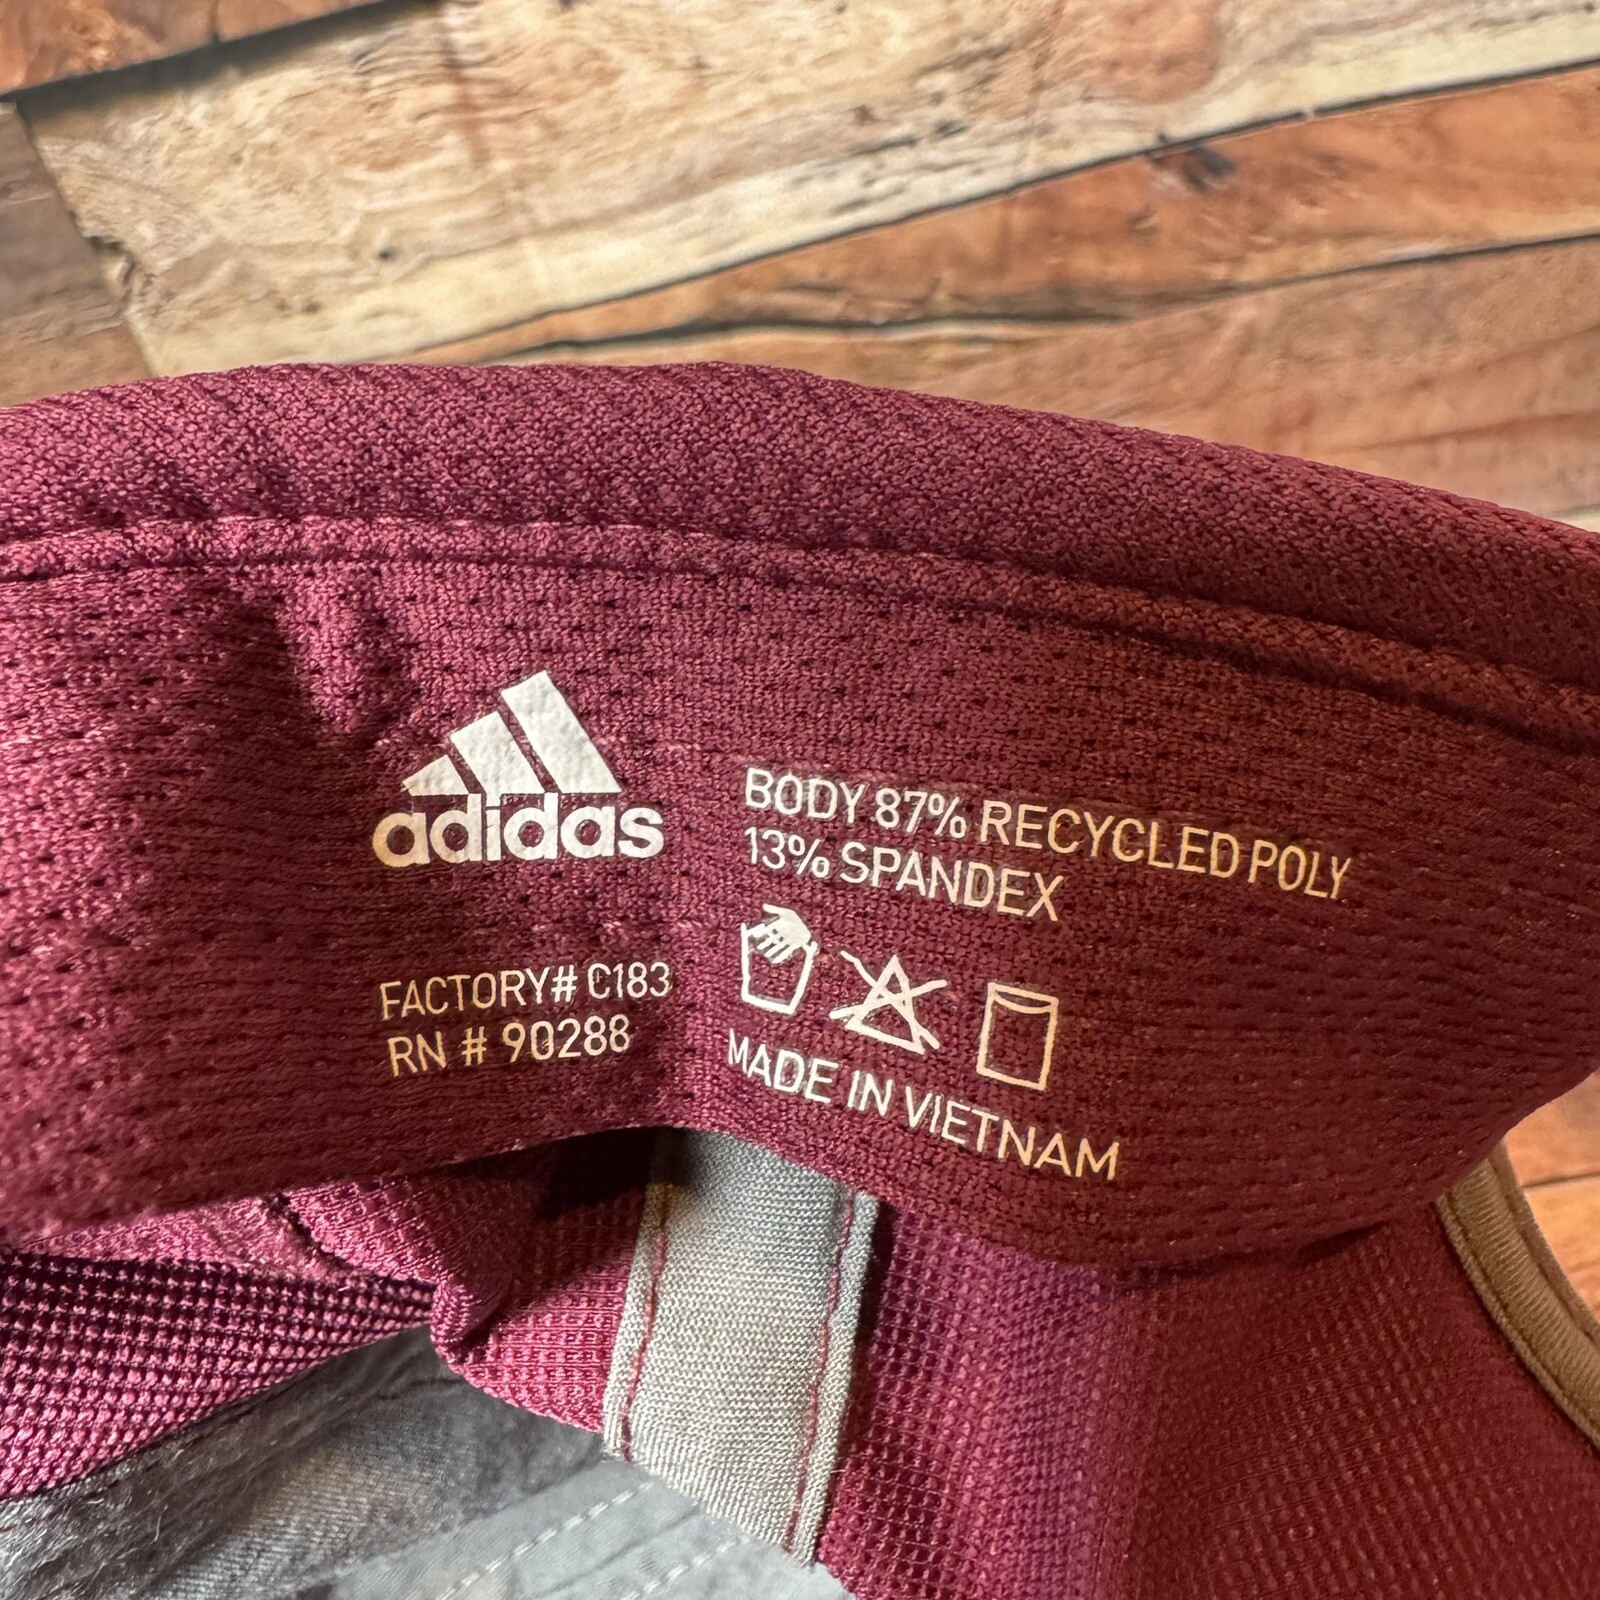 adidas
FACTORY# C183
RN # 90288
BODY 87% RECYCLED POLY
13% SPANDEX
MADE IN VIETNAM